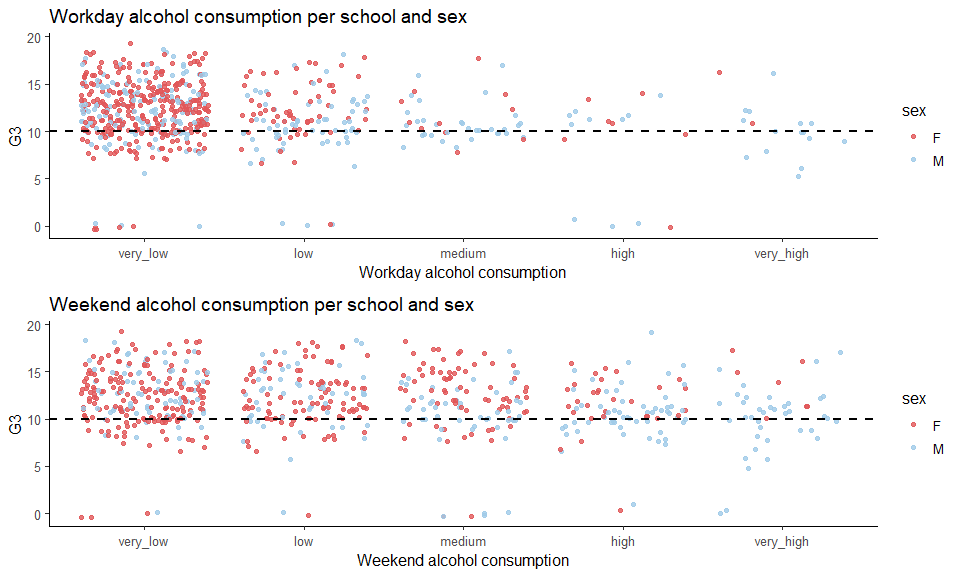 Workday alcohol consumption per school and sex
20
15
10
5
0
G3
very_low low medium high very_high
Workday alcohol consumption
sex
F
M
Weekend alcohol consumption per school and sex
20
15
10
5
0
G3
very_low low medium high very_high
Weekend alcohol consumption
sex
F
M